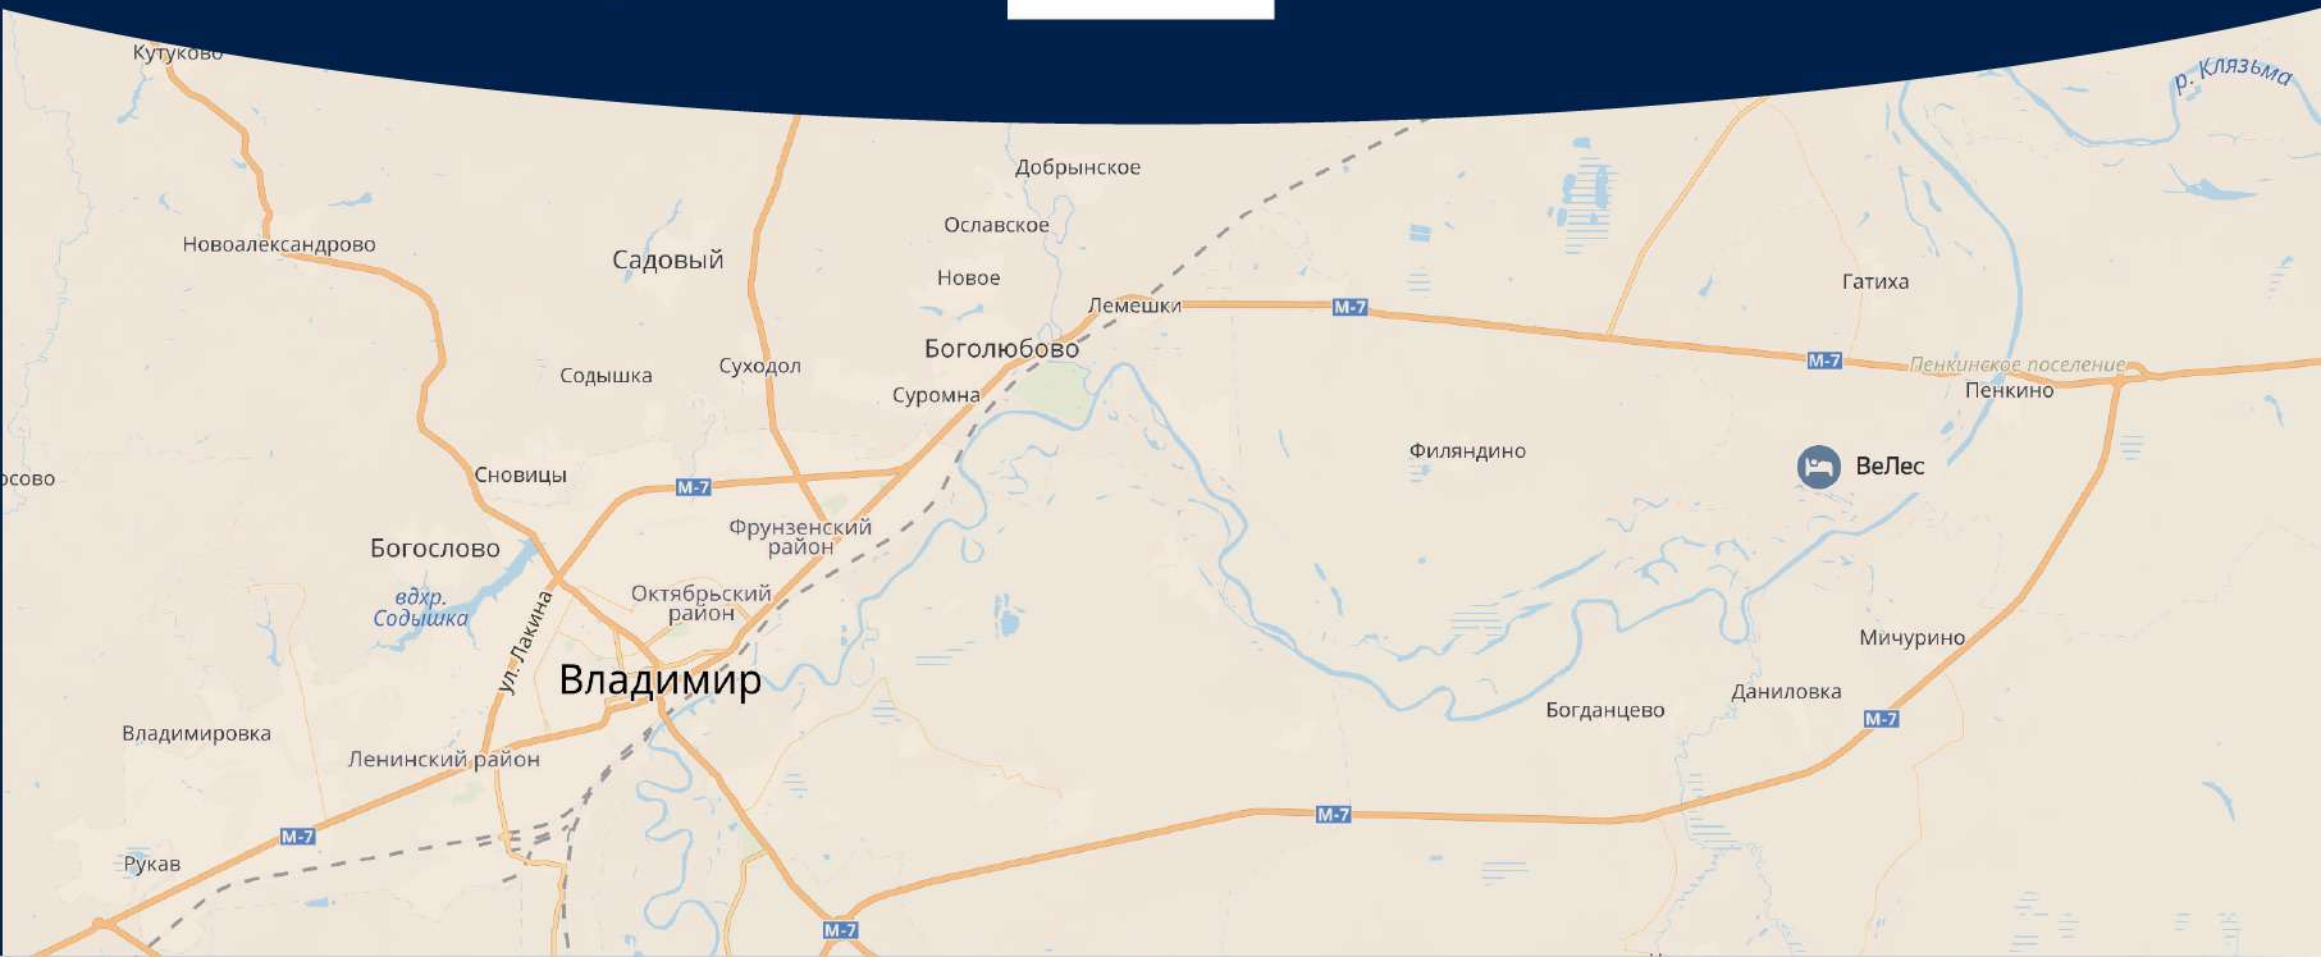 Кутуково
р. Клязьма
Добрынское
Ославское
Новоалександрово
Садовый
Новое
Гатиха
Лемешки
М-7
Боголюбово
М-7
Пенкинское поселение
Суходол
Содышка
Суромна
Пенкино
Филяндино
ВеЛес
осово
Сновицы
М-7
Фрунзенский
район
Богослово
Октябрьский
район
вдхр.
Содышка
ул. Лакина
Мичурино
Владимир
Даниловка
Богданцево
М-7
Владимировка
Ленинский район
М-7
М-7
Рукав
М-7